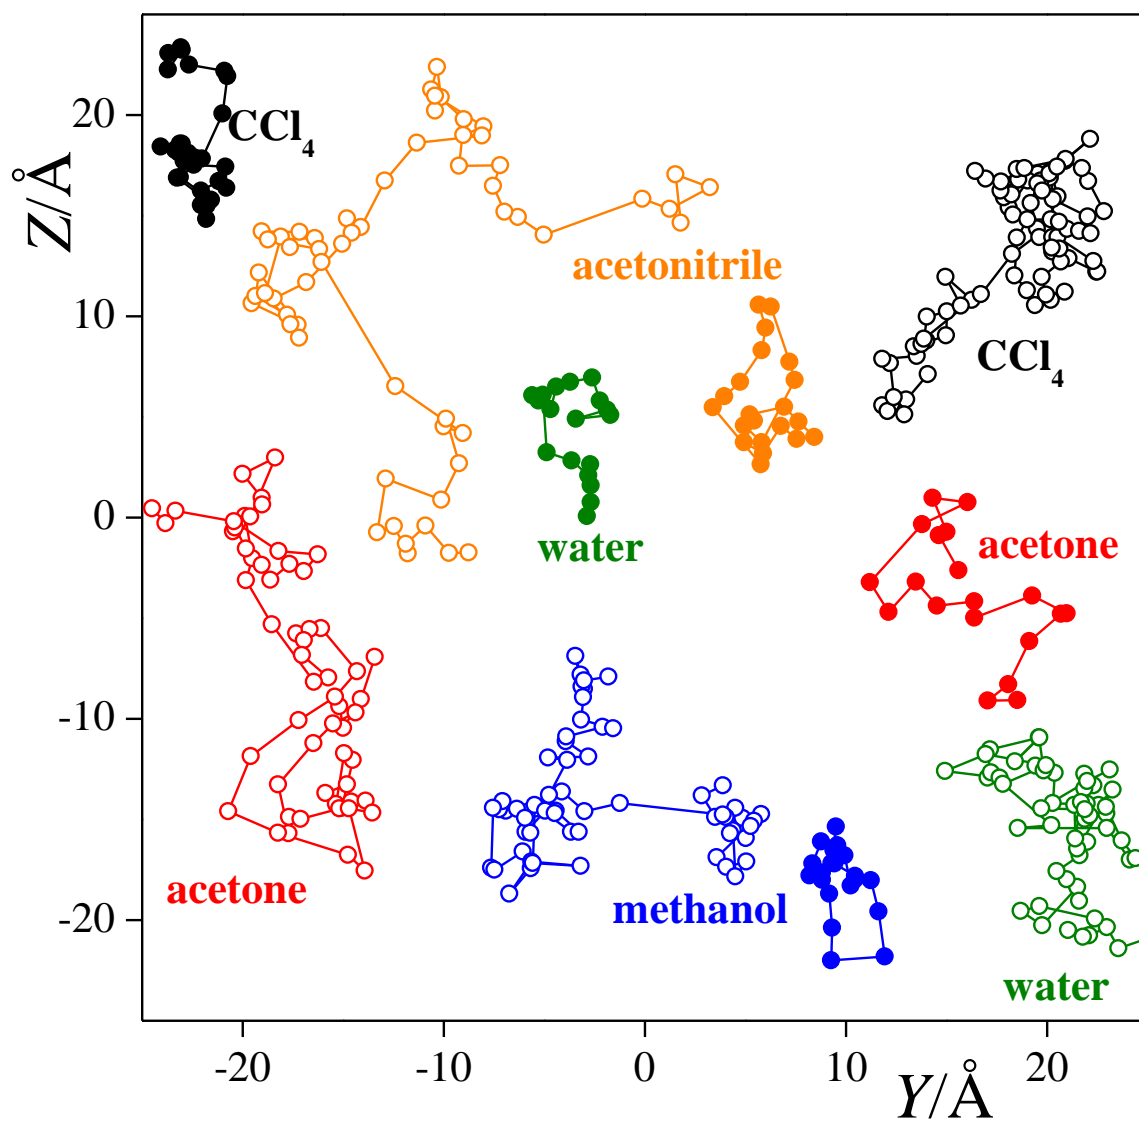 20
CCl4
Z/Å
acetonitrile
10
CCl4
0
water
acetone
-10
acetone
methanol
-20
water
-20 -10 0 10 20
Y/Å